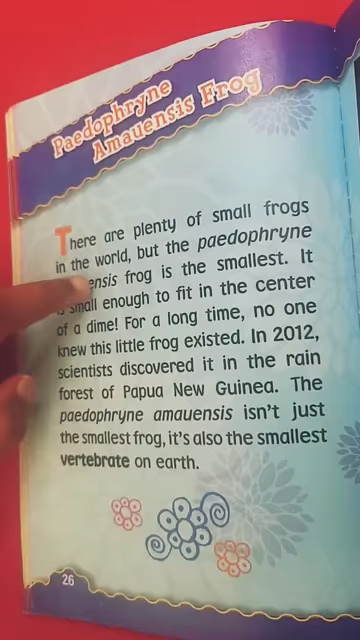 Paedophryne
Amauensis Frog
There are plenty of small frogs
in the world, but the paedophryne
ensis frog is the smallest. It
is small enough to fit in the center
of a dime! For a long time, no one
knew this little frog existed. In 2012,
scientists discovered it in the rain
forest of Papua New Guinea. The
paedophryne amauensis isn't just
the smallest frog, it's also the smallest
vertebrate on earth.
26